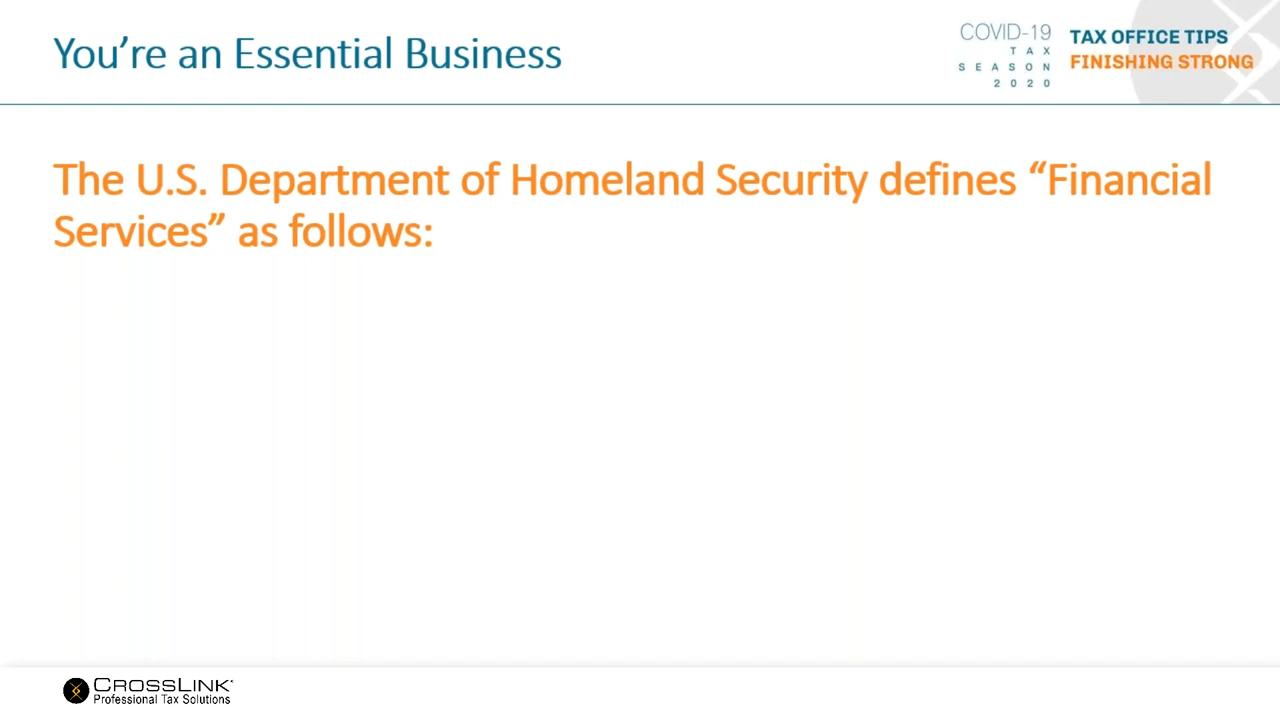 You’re an Essential Business
COVID-19
TAX
SEASON
2020
TAX OFFICE TIPS
FINISHING STRONG
The U.S. Department of Homeland Security defines “Financial
Services” as follows:
CROSSLINK
Professional Tax Solutions